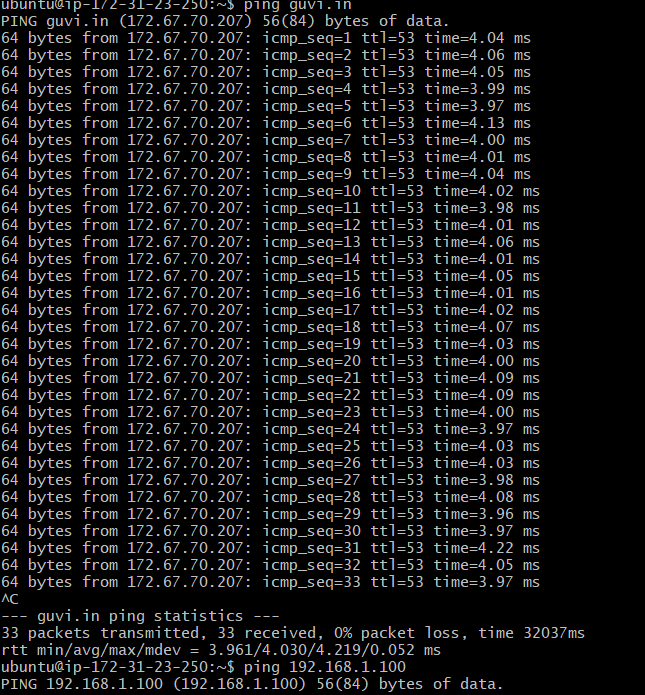 ubuntu@ip-172-31-23-250:~$ ping guvi.in
PING guvi.in (172.67.70.207) 56(84) bytes of data.
64 bytes from 172.67.70.207: icmp_seq=1 ttl=53 time=4.04 ms
64 bytes from 172.67.70.207: icmp_seq=2 ttl=53 time=4.06 ms
64 bytes from 172.67.70.207: icmp_seq=3 ttl=53 time=4.05 ms
64 bytes from 172.67.70.207: icmp_seq=4 ttl=53 time=3.99 ms
64 bytes from 172.67.70.207: icmp_seq=5 ttl=53 time=3.97 ms
64 bytes from 172.67.70.207: icmp_seq=6 ttl=53 time=4.13 ms
64 bytes from 172.67.70.207: icmp_seq=7 ttl=53 time=4.00 ms
64 bytes from 172.67.70.207: icmp_seq=8 ttl=53 time=4.01 ms
64 bytes from 172.67.70.207: icmp_seq=9 ttl=53 time=4.04 ms
64 bytes from 172.67.70.207: icmp_seq=10 ttl=53 time=4.02 ms
64 bytes from 172.67.70.207: icmp_seq=11 ttl=53 time=3.98 ms
64 bytes from 172.67.70.207: icmp_seq=12 ttl=53 time=4.01 ms
64 bytes from 172.67.70.207: icmp_seq=13 ttl=53 time=4.06 ms
64 bytes from 172.67.70.207: icmp_seq=14 ttl=53 time=4.01 ms
64 bytes from 172.67.70.207: icmp_seq=15 ttl=53 time=4.05 ms
64 bytes from 172.67.70.207: icmp_seq=16 ttl=53 time=4.01 ms
64 bytes from 172.67.70.207: icmp_seq=17 ttl=53 time=4.02 ms
64 bytes from 172.67.70.207: icmp_seq=18 ttl=53 time=4.07 ms
64 bytes from 172.67.70.207: icmp_seq=19 ttl=53 time=4.03 ms
64 bytes from 172.67.70.207: icmp_seq=20 ttl=53 time=4.00 ms
64 bytes from 172.67.70.207: icmp_seq=21 ttl=53 time=4.09 ms
64 bytes from 172.67.70.207: icmp_seq=22 ttl=53 time=4.09 ms
64 bytes from 172.67.70.207: icmp_seq=23 ttl=53 time=4.00 ms
64 bytes from 172.67.70.207: icmp_seq=24 ttl=53 time=3.97 ms
64 bytes from 172.67.70.207: icmp_seq=25 ttl=53 time=4.03 ms
64 bytes from 172.67.70.207: icmp_seq=26 ttl=53 time=4.03 ms
64 bytes from 172.67.70.207: icmp_seq=27 ttl=53 time=3.98 ms
64 bytes from 172.67.70.207: icmp_seq=28 ttl=53 time=4.08 ms
64 bytes from 172.67.70.207: icmp_seq=29 ttl=53 time=3.96 ms
64 bytes from 172.67.70.207: icmp_seq=30 ttl=53 time=3.97 ms
64 bytes from 172.67.70.207: icmp_seq=31 ttl=53 time=4.22 ms
64 bytes from 172.67.70.207: icmp_seq=32 ttl=53 time=4.05 ms
64 bytes from 172.67.70.207: icmp_seq=33 ttl=53 time=3.97 ms
^C
--- guvi.in ping statistics ---
33 packets transmitted, 33 received, 0% packet loss, time 32037ms
rtt min/avg/max/mdev = 3.961/4.030/4.219/0.052 ms
ubuntu@ip-172-31-23-250:~$ ping 192.168.1.100
PING 192.168.1.100 (192.168.1.100) 56(84) bytes of data.